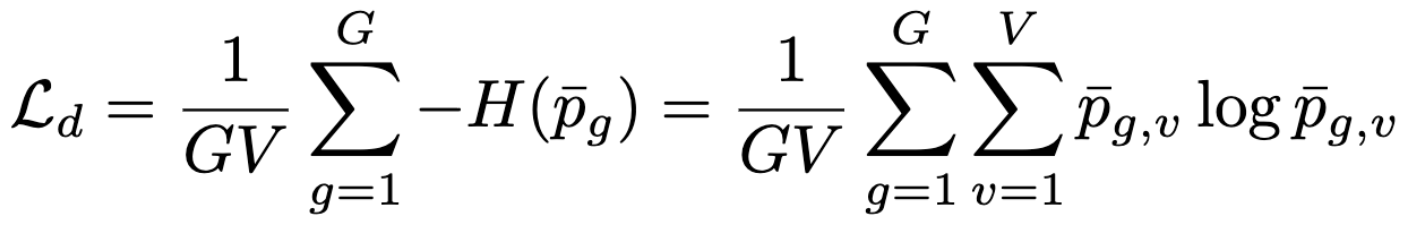 $\mathcal{L}_d = \frac{1}{GV} \sum_{g=1}^{G} -H(\bar{p}_g) = \frac{1}{GV} \sum_{g=1}^{G} \sum_{v=1}^{V} \bar{p}_{g,v} \log \bar{p}_{g,v}$